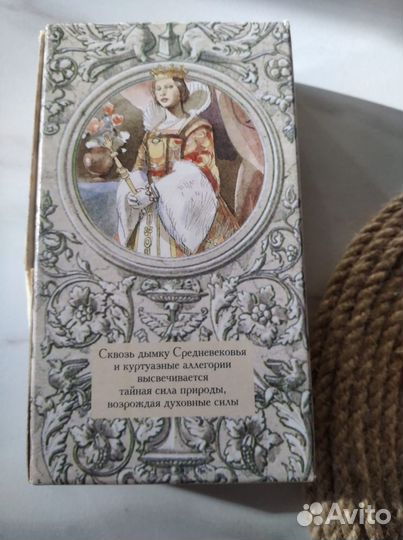 Сквозь дымку Средневековья
и куртуазные аллегории
высвечивается
тайная сила природы,
возрождая духовные силы
Avito